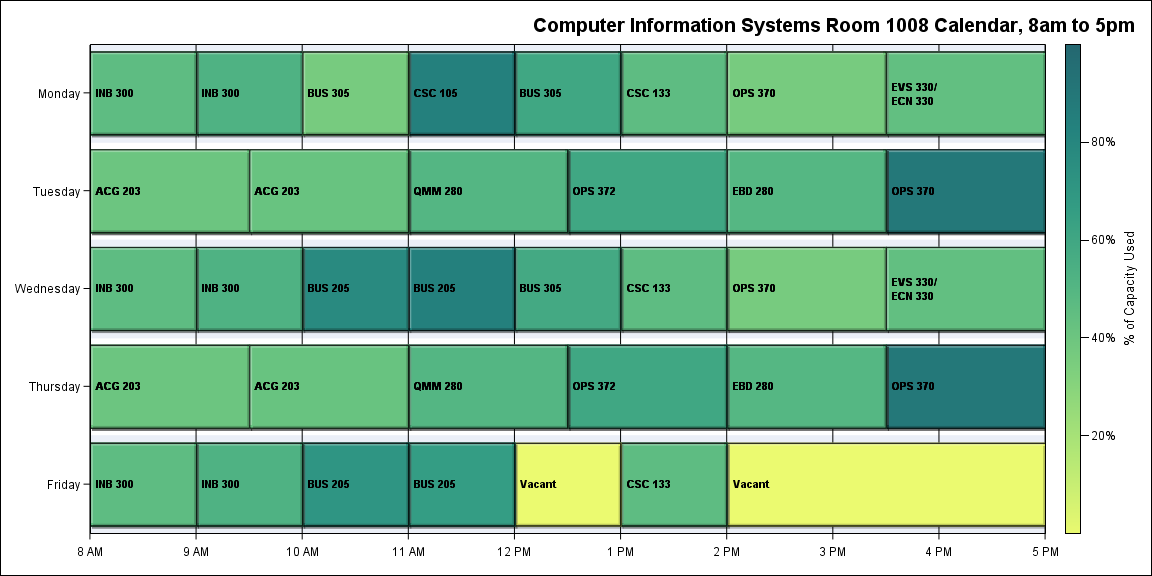 Computer Information Systems Room 1008 Calendar, 8am to 5pm
Monday
INB 300
INB 300
BUS 305
CSC 105
BUS 305
CSC 133
OPS 370
EVS 330/
ECN 330
Tuesday
ACG 203
ACG 203
QMM 280
OPS 372
EBD 280
OPS 370
Wednesday
INB 300
INB 300
BUS 205
BUS 205
BUS 305
CSC 133
OPS 370
EVS 330/
ECN 330
Thursday
ACG 203
ACG 203
QMM 280
OPS 372
EBD 280
OPS 370
Friday
INB 300
INB 300
BUS 205
BUS 205
Vacant
CSC 133
Vacant
8 AM
9 AM
10 AM
11 AM
12 PM
1 PM
2 PM
3 PM
4 PM
5 PM
80%
60%
40%
20%
% of Capacity Used